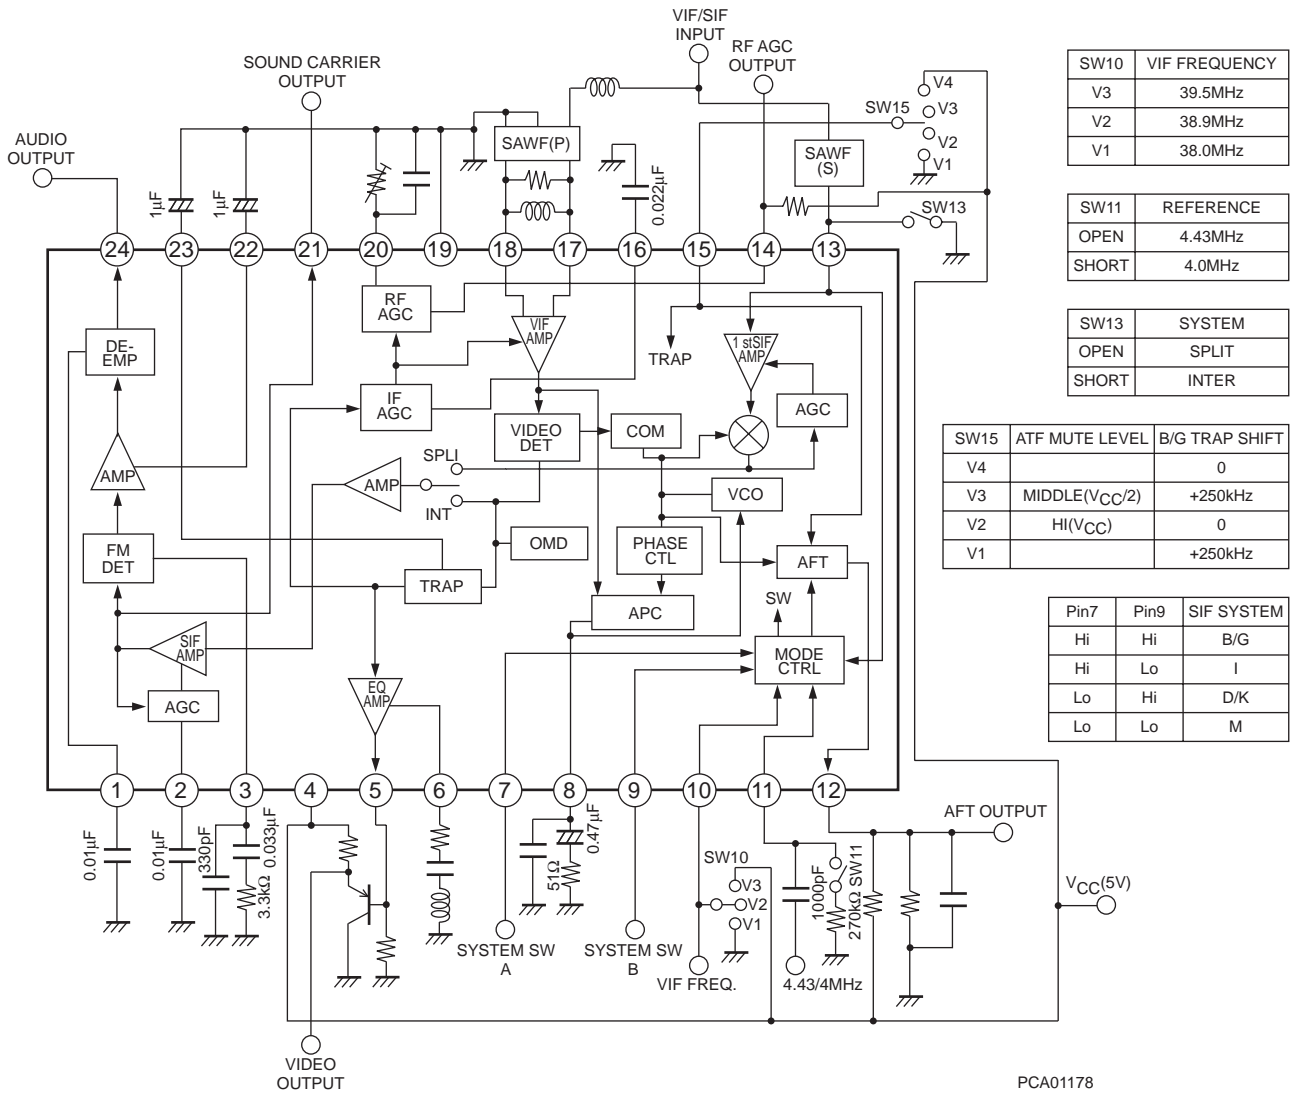 VIF/SIF
INPUT
RF AGC
OUTPUT
SOUND CARRIER
OUTPUT
AUDIO
OUTPUT
1μF
1μF
SAWF(P)
0.022μF
SW15
V4
V3
V2
V1
SAWF
(S)
SW13
24
23
22
21
20
19
18
17
16
15
14
13
RF
AGC
VIF
AMP
TRAP
1 stSIF
AMP
DE-
EMP
IF
AGC
AGC
VIDEO
DET
COM
SPLI
AMP
AMP
INT
VCO
FM
DET
OMD
PHASE
CTL
AFT
TRAP
APC
SW
SIF
AMP
MODE
CTRL
EQ
AMP
AGC
1
2
3
4
5
6
7
8
9
10
11
12
0.01μF
0.01μF
330pF
0.033μF
3.3kΩ
51Ω
0.47μF
SW10
V3
V2
V1
1000pF
SW11
270kΩ
AFT OUTPUT
VCC(5V)
SYSTEM SW
A
SYSTEM SW
B
VIF FREQ.
4.43/4MHz
VIDEO
OUTPUT
SW10 VIF FREQUENCY
V3 39.5MHz
V2 38.9MHz
V1 38.0MHz
SW11 REFERENCE
OPEN 4.43MHz
SHORT 4.0MHz
SW13 SYSTEM
OPEN SPLIT
SHORT INTER
SW15 ATF MUTE LEVEL B/G TRAP SHIFT
V4 0
V3 MIDDLE(VCC/2) +250kHz
V2 HI(VCC) 0
V1 +250kHz
Pin7 Pin9 SIF SYSTEM
Hi Hi B/G
Hi Lo I
Lo Hi D/K
Lo Lo M
PCA01178